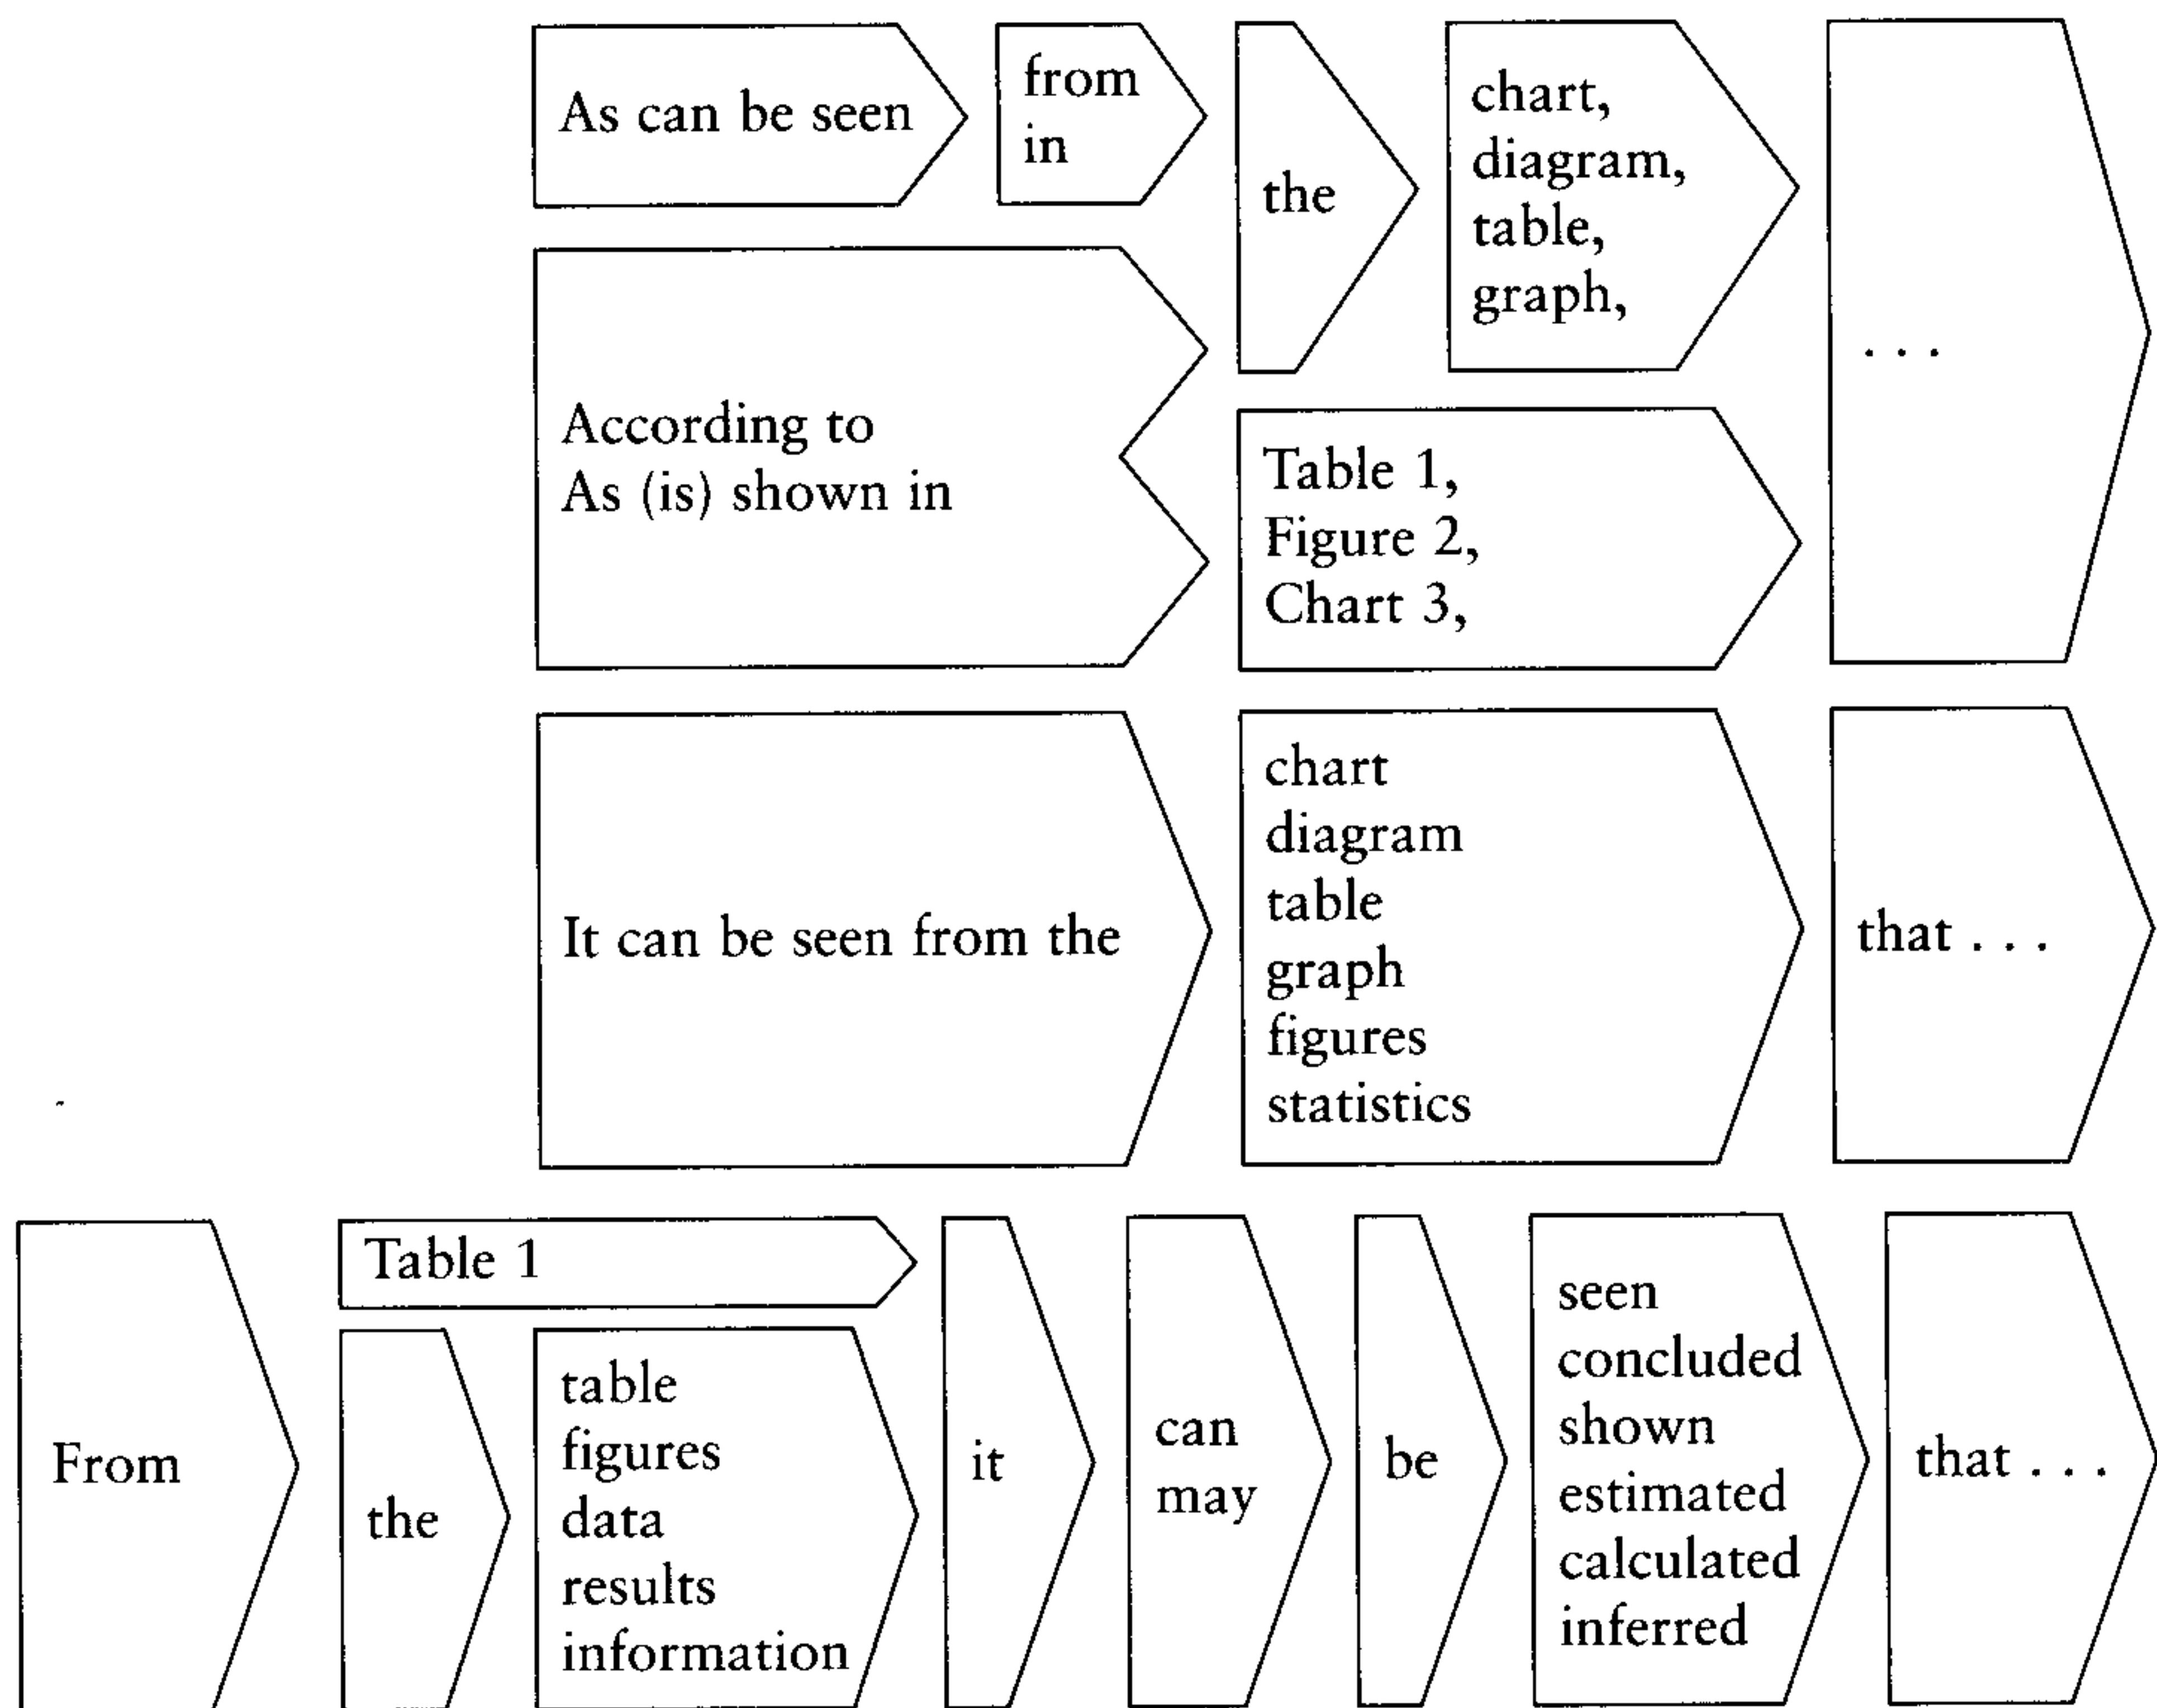 As can be seen
from
in
the
chart,
diagram,
table,
graph,
. . .
According to
As (is) shown in
Table 1,
Figure 2,
Chart 3,
It can be seen from the
chart
diagram
table
graph
figures
statistics
that . . .
From
Table 1
the
table
figures
data
results
information
it
can
may
be
seen
concluded
shown
estimated
calculated
inferred
that . . .